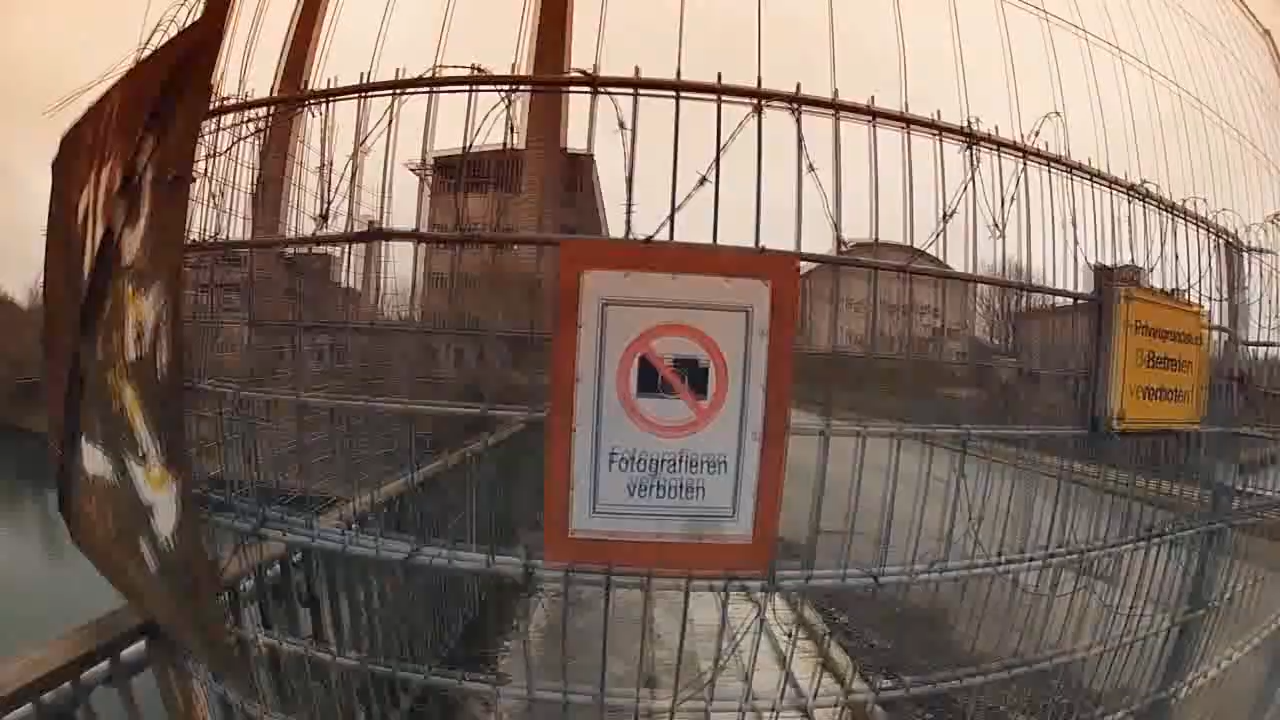 Fotografieren
verboten
Privatgrundstück
Betreten
verboten!